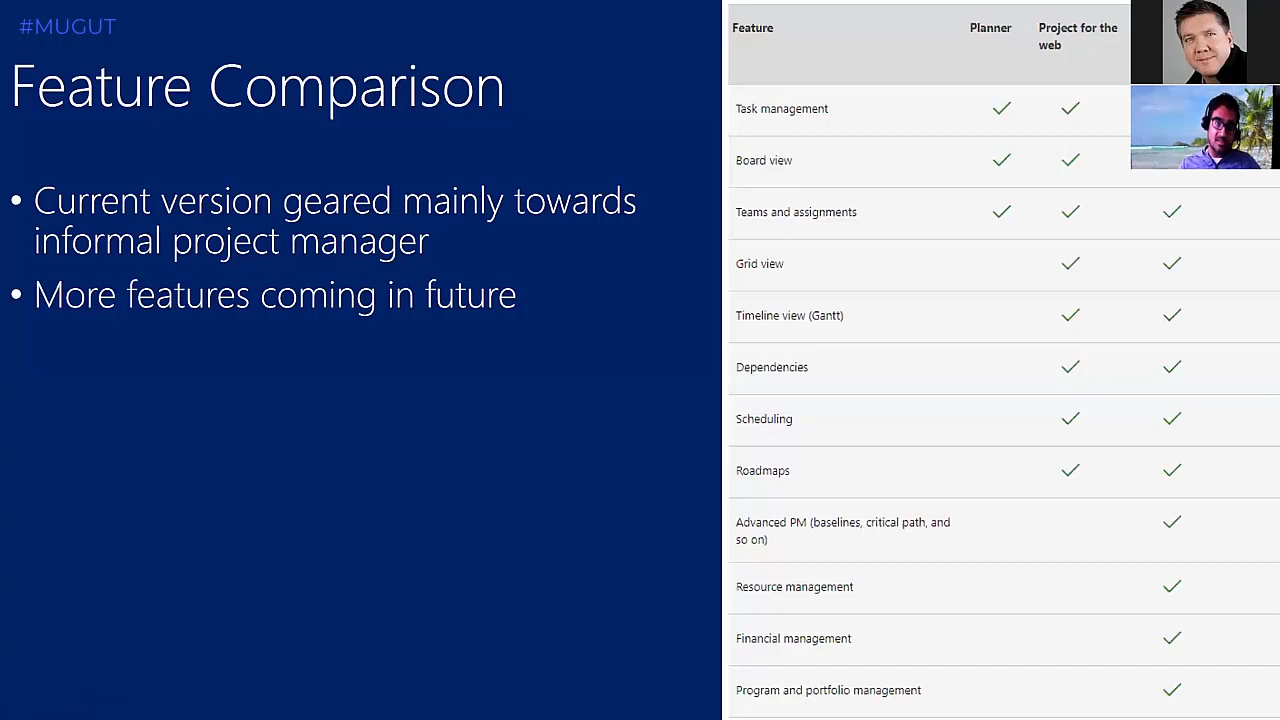 #MUGUT
Feature Comparison
• Current version geared mainly towards
informal project manager
• More features coming in future
Feature Planner Project for the
web
Task management
Board view
Teams and assignments
Grid view
Timeline view (Gantt)
Dependencies
Scheduling
Roadmaps
Advanced PM (baselines, critical path, and
so on)
Resource management
Financial management
Program and portfolio management